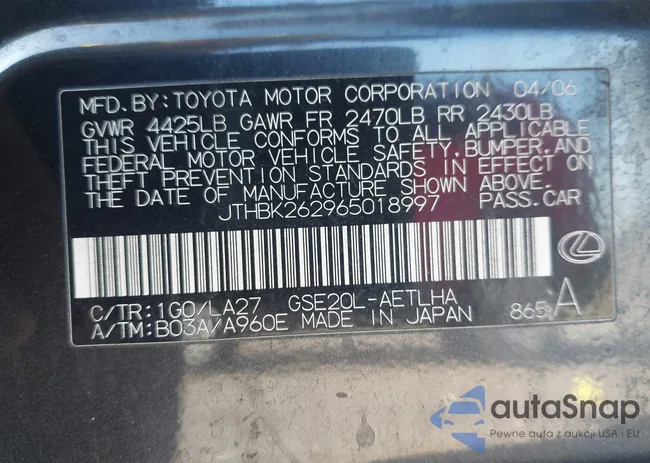 MFD. BY: TOYOTA MOTOR CORPORATION 04/06
GVWR 4425LB GAWR FR 2470LB RR 2430LB
THIS VEHICLE CONFORMS TO ALL APPLICABLE
FEDERAL MOTOR VEHICLE SAFETY, BUMPER, AND
THEFT PREVENTION STANDARDS IN EFFECT ON
THE DATE OF MANUFACTURE SHOWN ABOVE.
JTHBK262965018997 PASS.CAR
C/TR: 1G0/LA27 GSE20L-AETLHA
A/TM: B03A/A960E MADE IN JAPAN 865 A
autaSnap
Pewne auta z aukcji USA i EU